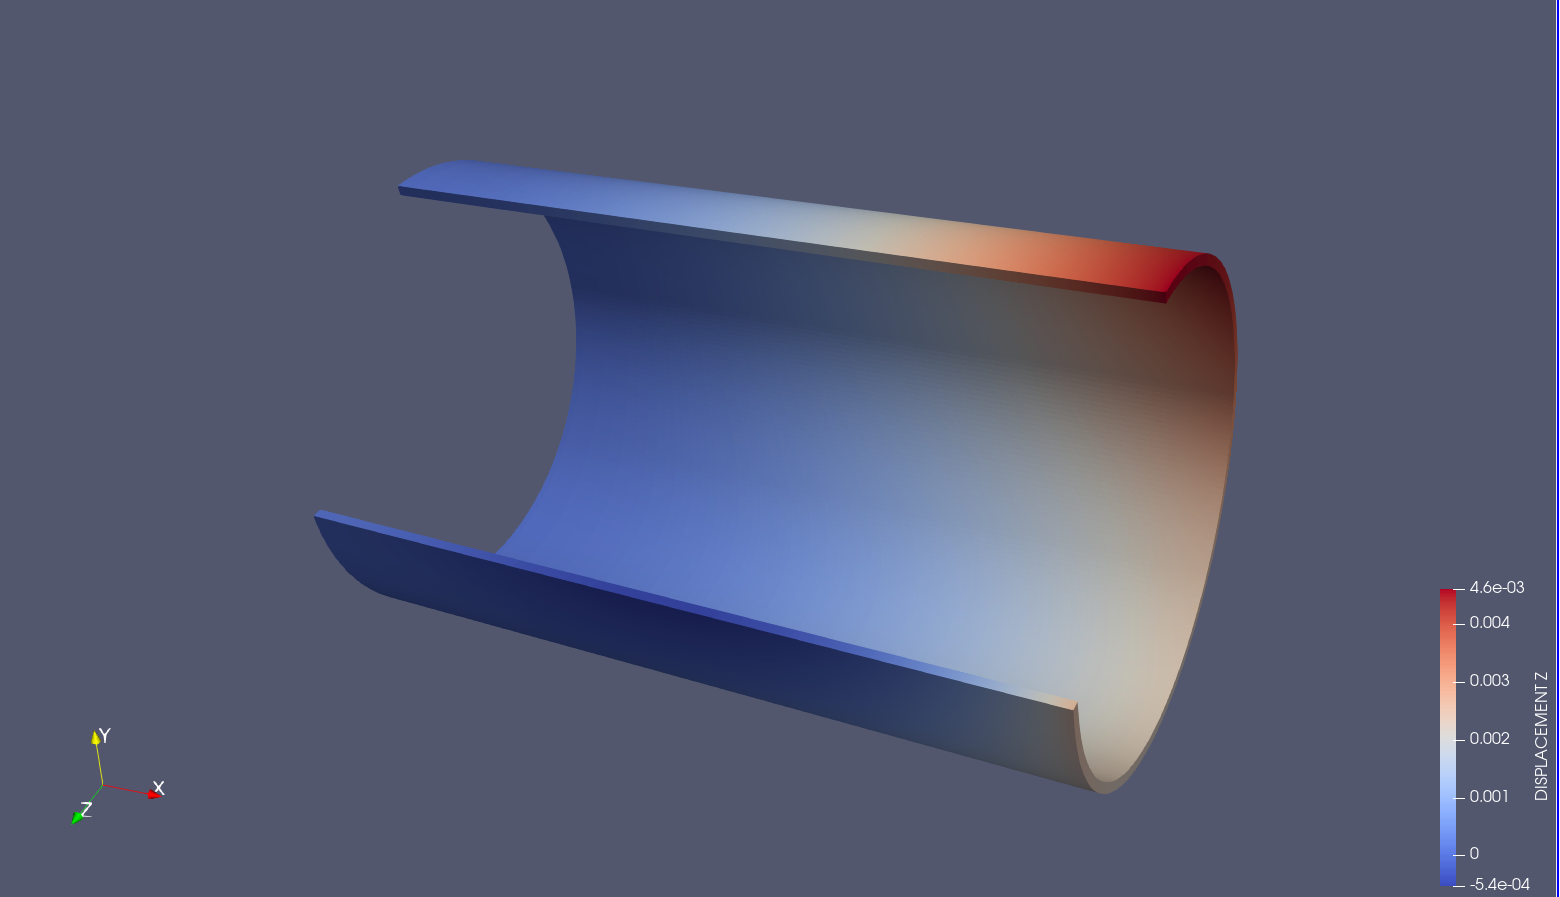 4.6e-03
0.004
0.003
0.002
0.001
0
-5.4e-04
DISPLACEMENT Z
Y
X
Z